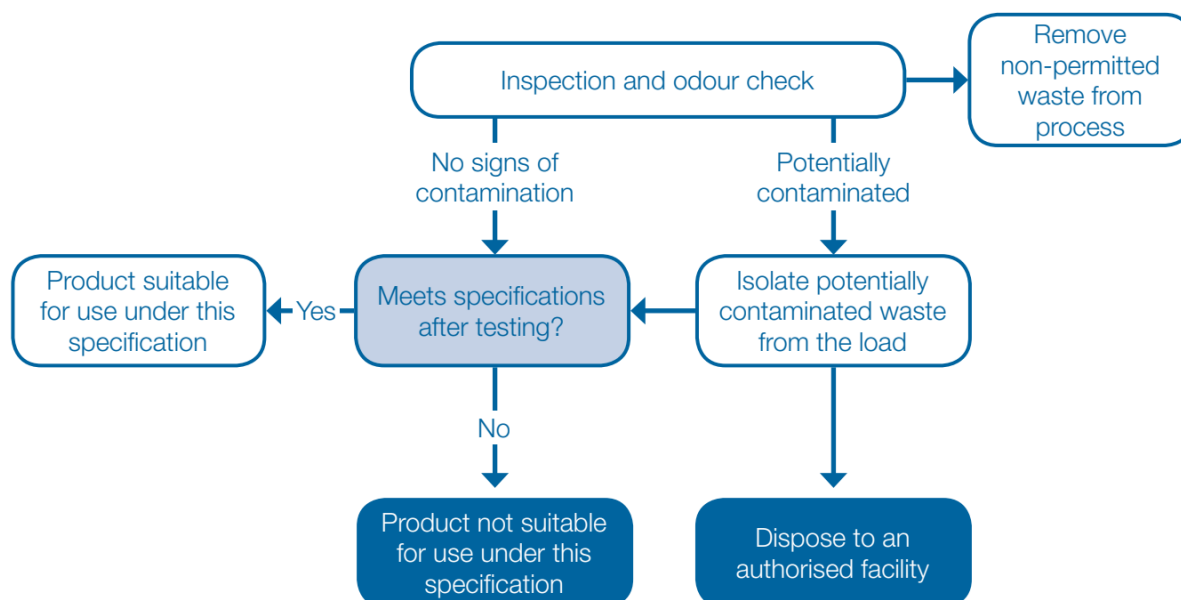 Inspection and odour check
Remove
non-permitted
waste from
process
No signs of
contamination
Potentially
contaminated
Product suitable
for use under this
specification
Yes
Meets specifications
after testing?
Isolate potentially
contaminated waste
from the load
No
Product not suitable
for use under this
specification
Dispose to an
authorised facility